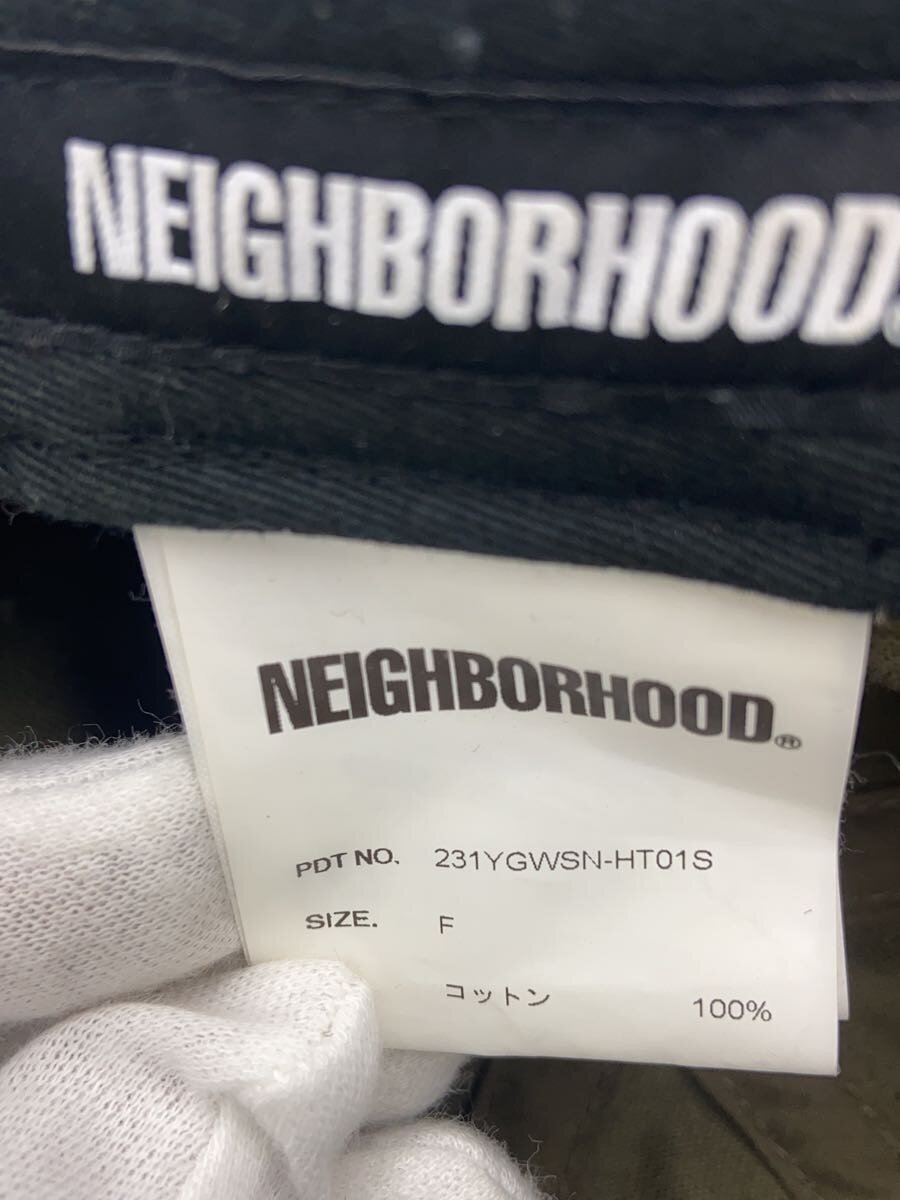 NEIGHBORHOOD.
NEIGHBORHOOD®
PDT NO. 231YGWSN-HT01S
SIZE. F
コットン 100%